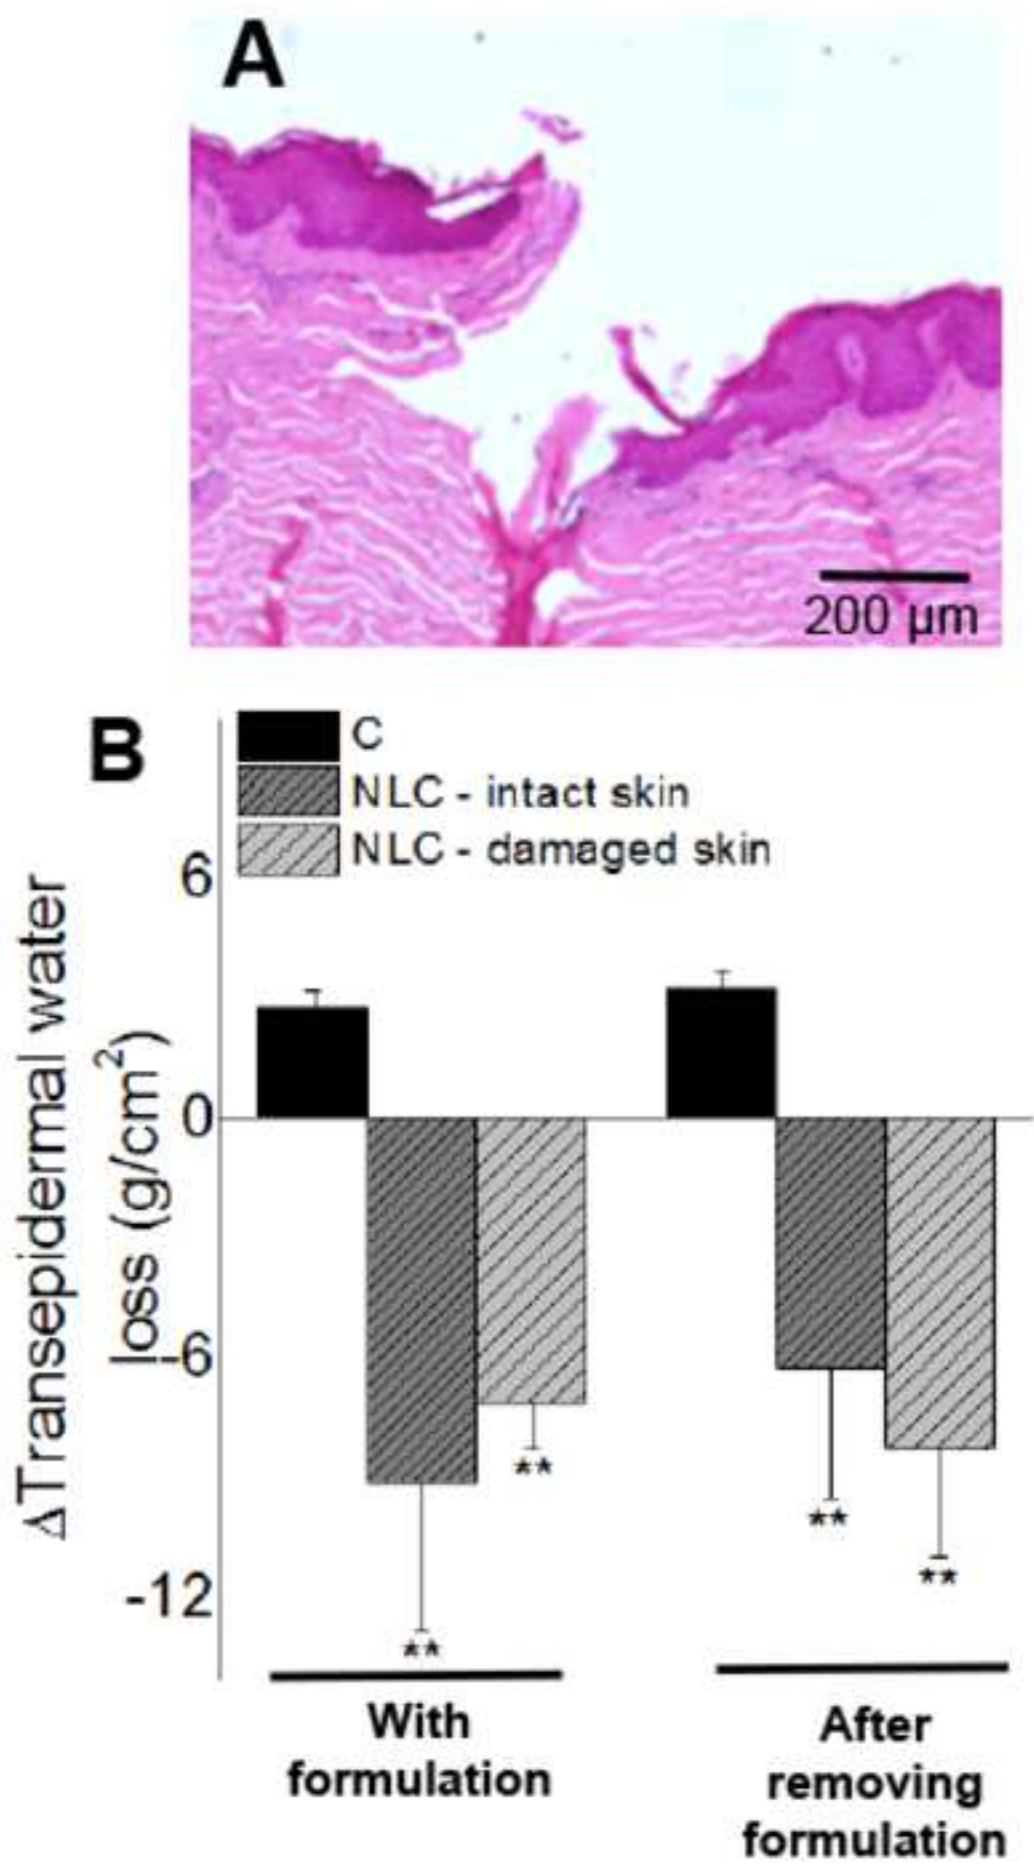 A
200 μm
B
C
NLC - intact skin
NLC - damaged skin
6
0
-6
-12
ΔTransepidermal water
loss (g/cm²)
**
**
**
**
With
formulation
After
removing
formulation